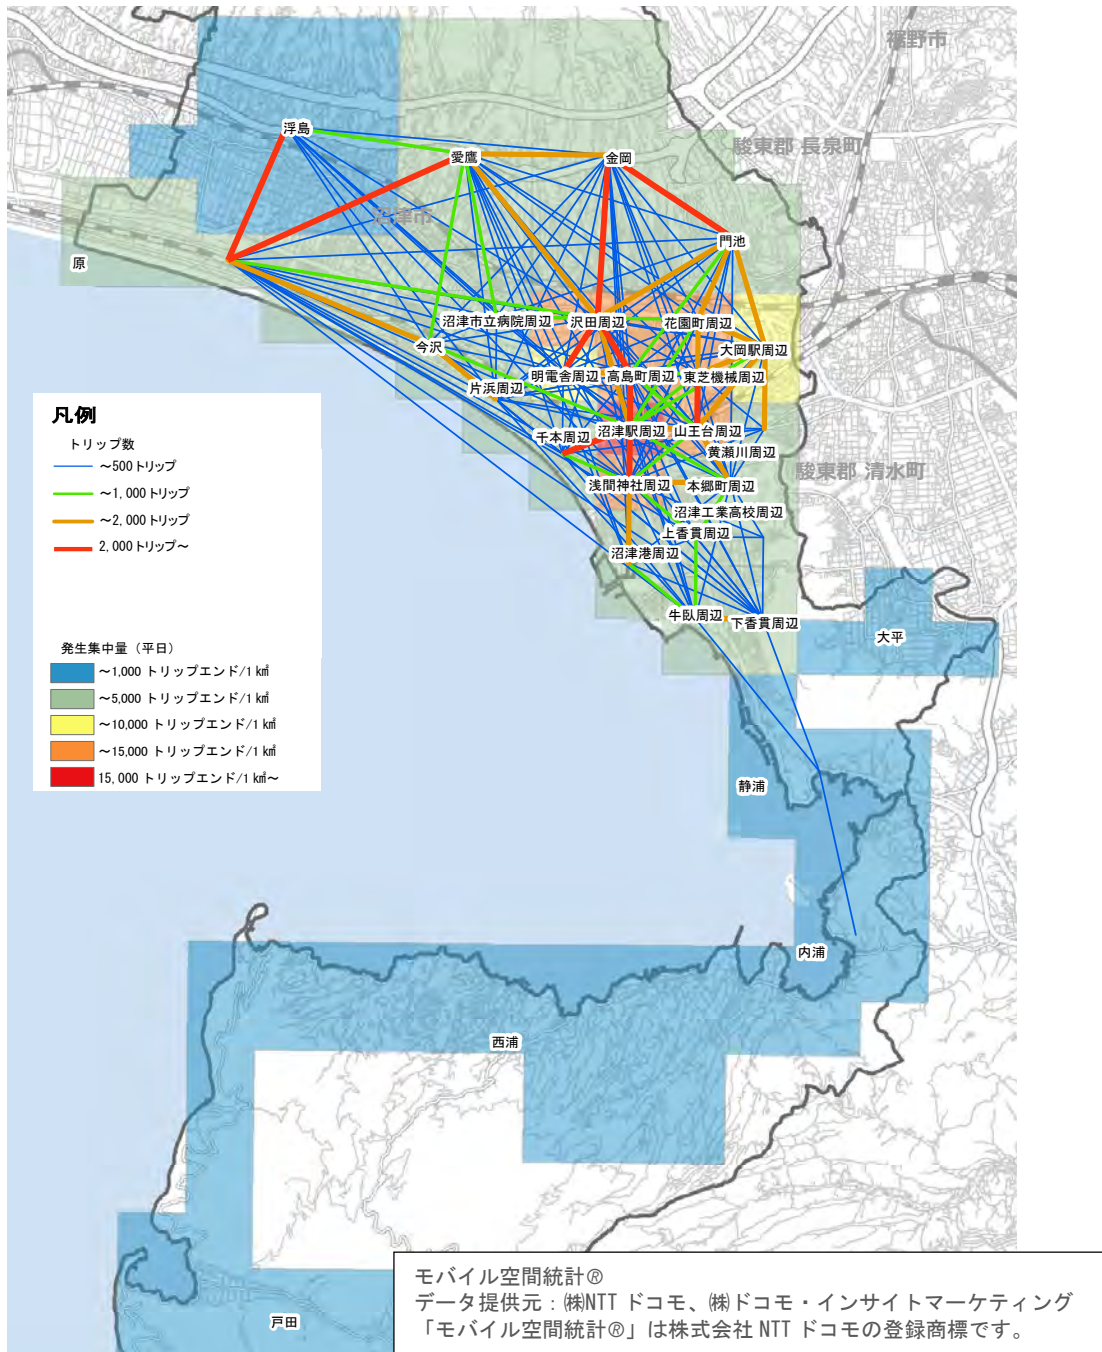 裾野市
浮島
駿東郡 長泉町
愛鷹
金岡
沼津市
門池
原
沼津市立病院周辺
沢田周辺
花園町周辺
今沢
大岡駅周辺
明電舎周辺
高島町周辺
東芝機械周辺
片浜周辺
千本周辺
沼津駅周辺
山王台周辺
黄瀬川周辺
駿東郡 清水町
浅間神社周辺
本郷町周辺
沼津工業高校周辺
上香貫周辺
沼津港周辺
牛臥周辺
下香貫周辺
大平
静浦
内浦
西浦
戸田
凡例
トリップ数
～500トリップ
～1,000トリップ
～2,000トリップ
2,000トリップ～
発生集中量（平日）
～1,000 トリップエンド/1 ㎢
～5,000 トリップエンド/1 ㎢
～10,000 トリップエンド/1 ㎢
～15,000 トリップエンド/1 ㎢
15,000 トリップエンド/1 ㎢～
モバイル空間統計®
データ提供元：㈱NTT ドコモ、㈱ドコモ・インサイトマーケティング
「モバイル空間統計®」は株式会社 NTT ドコモの登録商標です。